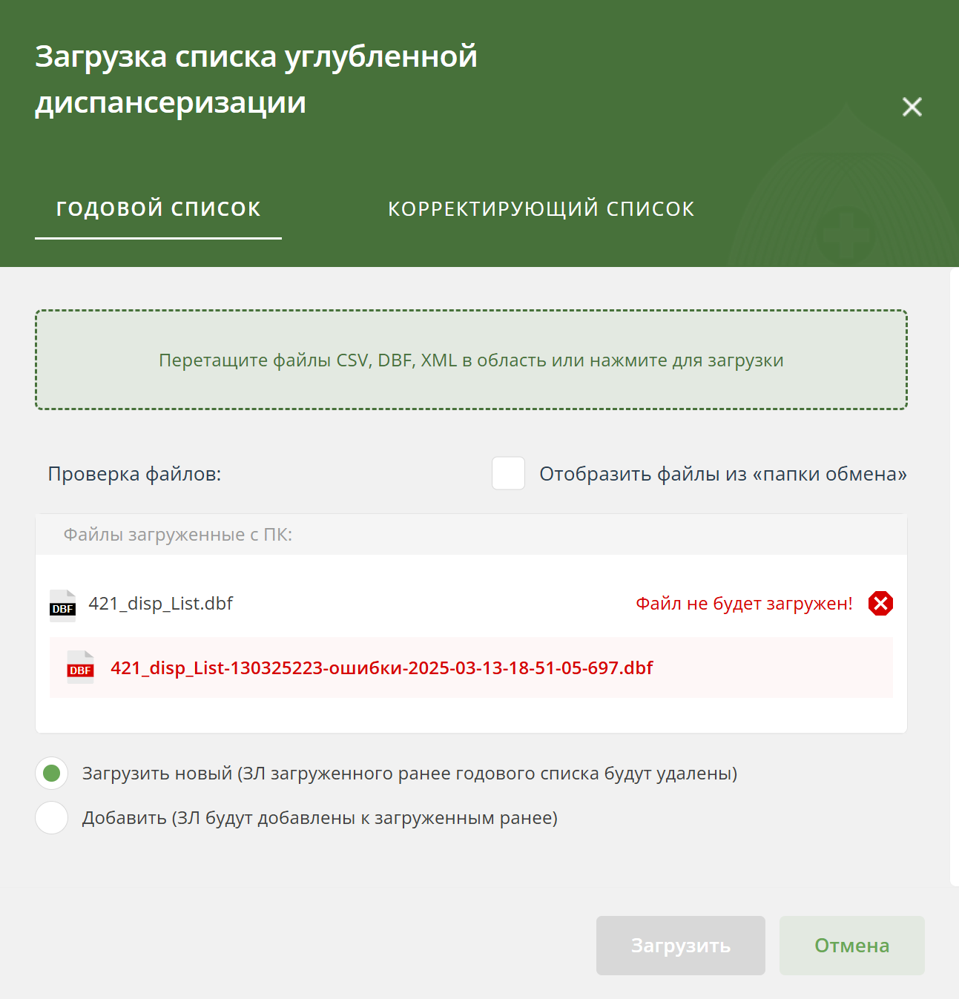 Загрузка списка углубленной
диспансеризации
ГОДОВОЙ СПИСОК
КОРРЕКТИРУЮЩИЙ СПИСОК
Перетащите файлы CSV, DBF, XML в область или нажмите для загрузки
Проверка файлов:
Отобразить файлы из «папки обмена»
Файлы загруженные с ПК:
DBF 421_disp_List.dbf
Файл не будет загружен!
DBF 421_disp_List-130325223-ошибки-2025-03-13-18-51-05-697.dbf
Загрузить новый (ЗЛ загруженного ранее годового списка будут удалены)
Добавить (ЗЛ будут добавлены к загруженным ранее)
Загрузить
Отмена